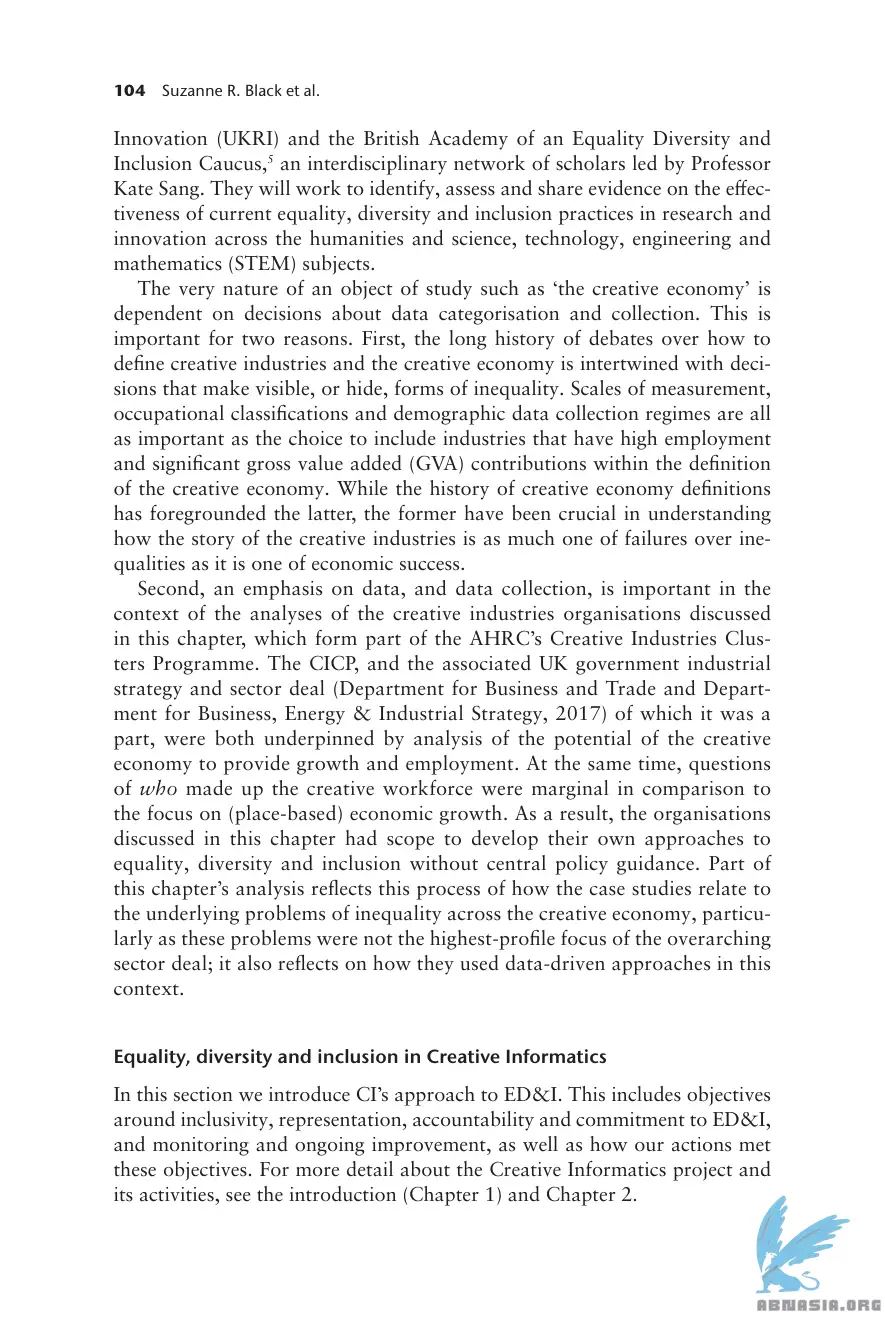 104 Suzanne R. Black et al.
Innovation (UKRI) and the British Academy of an Equality Diversity and
Inclusion Caucus,5 an interdisciplinary network of scholars led by Professor
Kate Sang. They will work to identify, assess and share evidence on the effec-
tiveness of current equality, diversity and inclusion practices in research and
innovation across the humanities and science, technology, engineering and
mathematics (STEM) subjects.
The very nature of an object of study such as ‘the creative economy’ is
dependent on decisions about data categorisation and collection. This is
important for two reasons. First, the long history of debates over how to
define creative industries and the creative economy is intertwined with deci-
sions that make visible, or hide, forms of inequality. Scales of measurement,
occupational classifications and demographic data collection regimes are all
as important as the choice to include industries that have high employment
and significant gross value added (GVA) contributions within the definition
of the creative economy. While the history of creative economy definitions
has foregrounded the latter, the former have been crucial in understanding
how the story of the creative industries is as much one of failures over ine-
qualities as it is one of economic success.
Second, an emphasis on data, and data collection, is important in the
context of the analyses of the creative industries organisations discussed
in this chapter, which form part of the AHRC’s Creative Industries Clus-
ters Programme. The CICP, and the associated UK government industrial
strategy and sector deal (Department for Business and Trade and Depart-
ment for Business, Energy & Industrial Strategy, 2017) of which it was a
part, were both underpinned by analysis of the potential of the creative
economy to provide growth and employment. At the same time, questions
of who made up the creative workforce were marginal in comparison to
the focus on (place-based) economic growth. As a result, the organisations
discussed in this chapter had scope to develop their own approaches to
equality, diversity and inclusion without central policy guidance. Part of
this chapter’s analysis reflects this process of how the case studies relate to
the underlying problems of inequality across the creative economy, particu-
larly as these problems were not the highest-profile focus of the overarching
sector deal; it also reflects on how they used data-driven approaches in this
context.
Equality, diversity and inclusion in Creative Informatics
In this section we introduce CI’s approach to ED&I. This includes objectives
around inclusivity, representation, accountability and commitment to ED&I,
and monitoring and ongoing improvement, as well as how our actions met
these objectives. For more detail about the Creative Informatics project and
its activities, see the introduction (Chapter 1) and Chapter 2.
ABNASIA.ORG